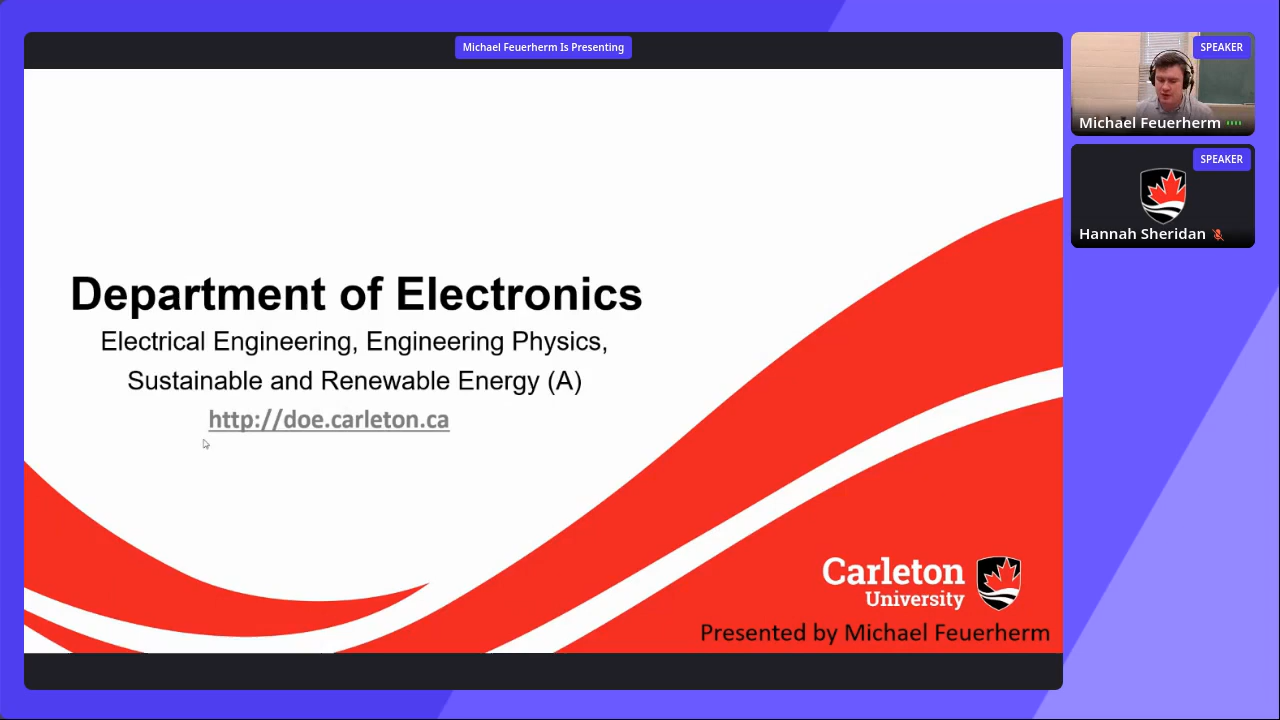 Michael Feuerherm Is Presenting
Department of Electronics
Electrical Engineering, Engineering Physics,
Sustainable and Renewable Energy (A)
http://doe.carleton.ca
Carleton
University
Presented by Michael Feuerherm
SPEAKER
Michael Feuerherm
SPEAKER
Hannah Sheridan